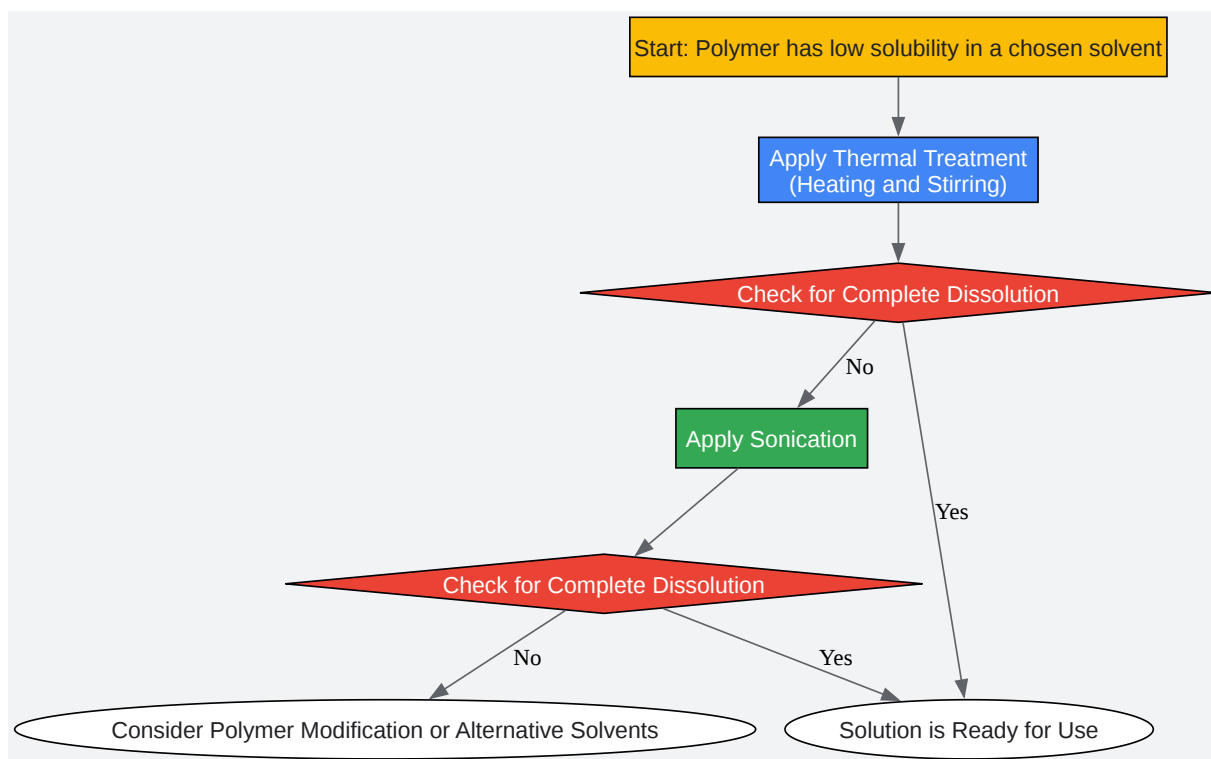 Start: Polymer has low solubility in a chosen solvent
Apply Thermal Treatment
(Heating and Stirring)
Check for Complete Dissolution
No
Apply Sonication
Yes
Check for Complete Dissolution
No
Yes
Consider Polymer Modification or Alternative Solvents
Solution is Ready for Use